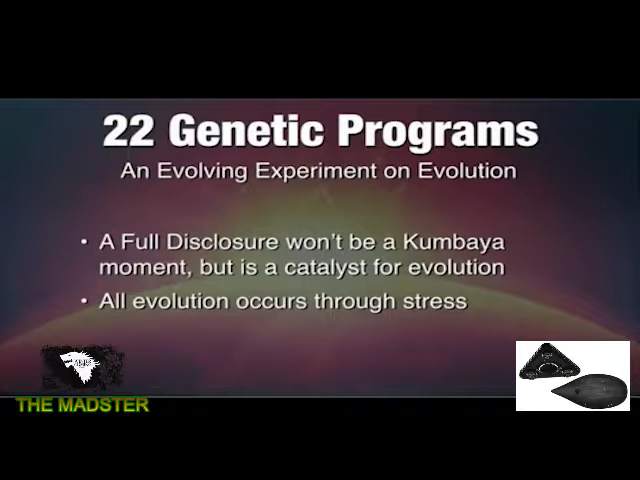 22 Genetic Programs
An Evolving Experiment on Evolution
• A Full Disclosure won't be a Kumbaya
moment, but is a catalyst for evolution
• All evolution occurs through stress
THE MADSTER